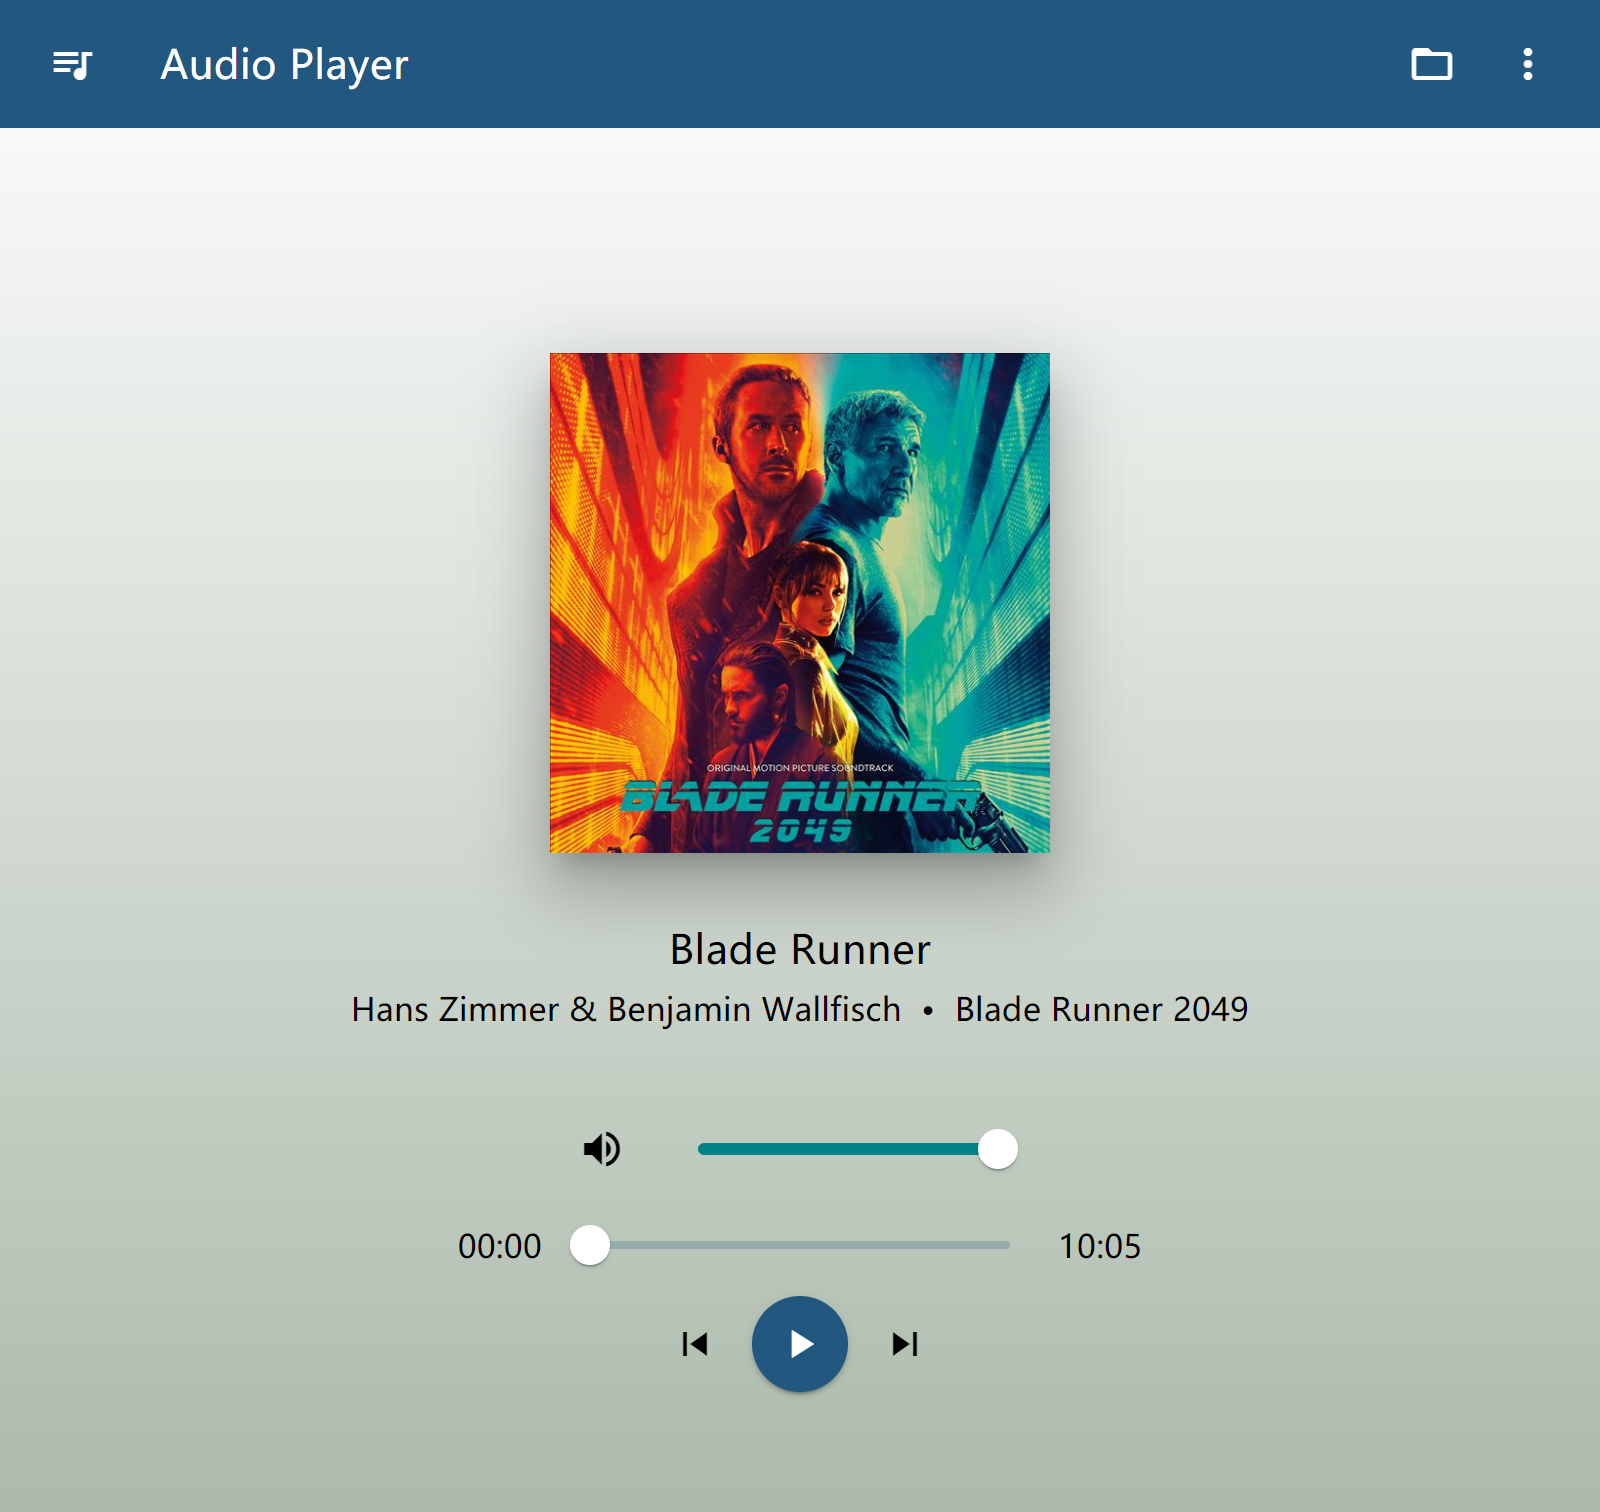 Audio Player
ORIGINAL MOTION PICTURE SOUNDTRACK
BLADE RUNNER
2049
Blade Runner
Hans Zimmer & Benjamin Wallfisch • Blade Runner 2049
00:00 10:05